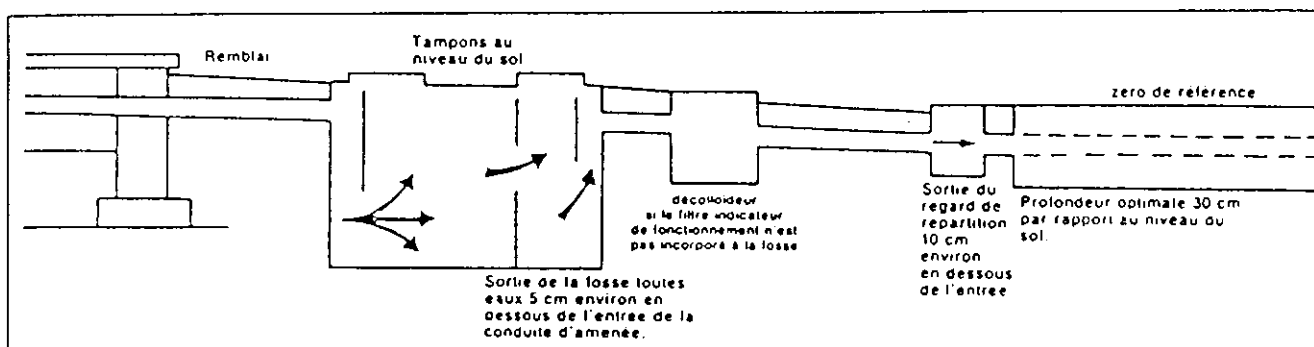 Remblai
Tampons au
niveau du sol
zero de référence
décolloideur
si le filtre indicateur
de fonctionnement n'est
pas incorporé à la fosse
Sortie de la fosse toutes
eaux 5 cm environ en
dessous de l'entrée de la
conduite d'amenée.
Sortie du
regard de
repartition
10 cm
environ
en dessous
de l'entrée
Profondeur optimale 30 cm
par rapport au niveau du
sol.